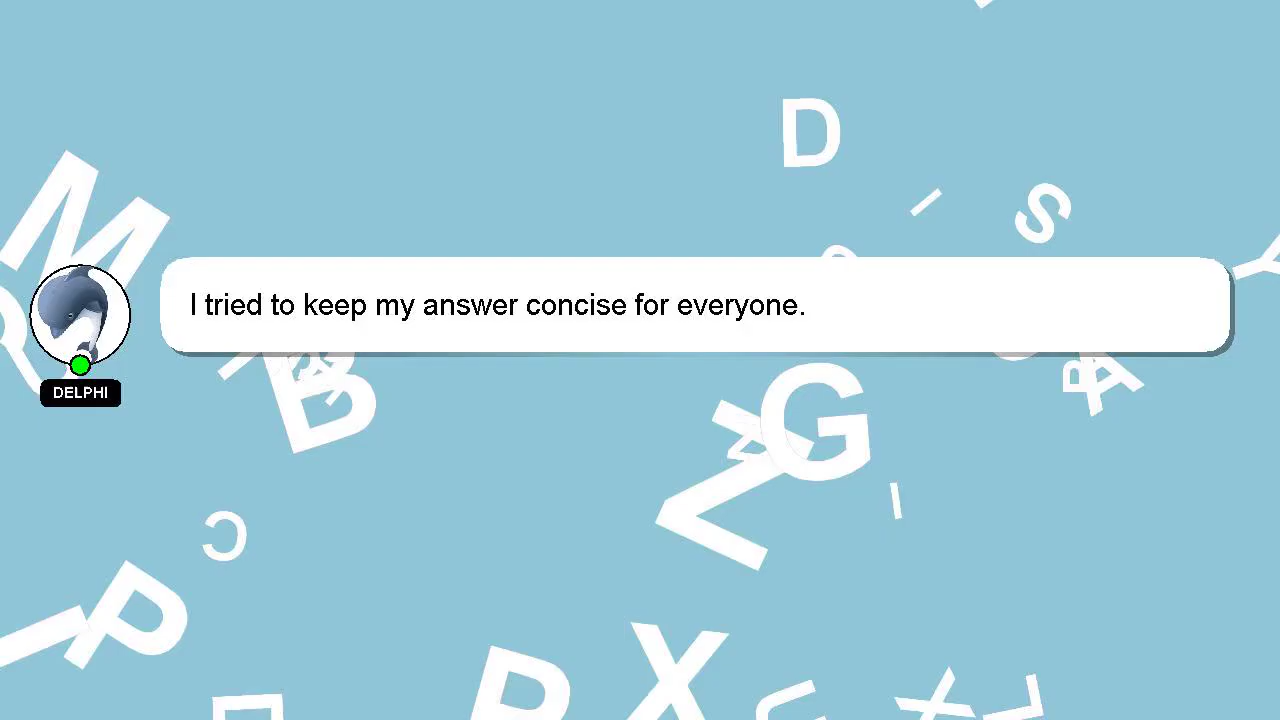 I tried to keep my answer concise for everyone.
DELPHI
D
I
S
M
Y
B
G
A
Z
I
C
P
P
X
U
X
L